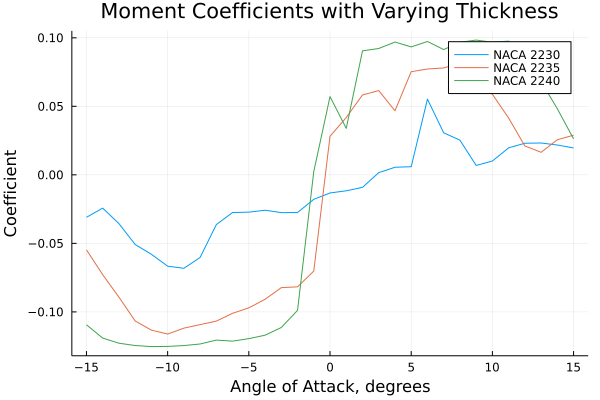 Moment Coefficients with Varying Thickness
0.10
0.05
0.00
−0.05
−0.10
Coefficient
NACA 2230
NACA 2235
NACA 2240
−15 −10 −5 0 5 10 15
Angle of Attack, degrees